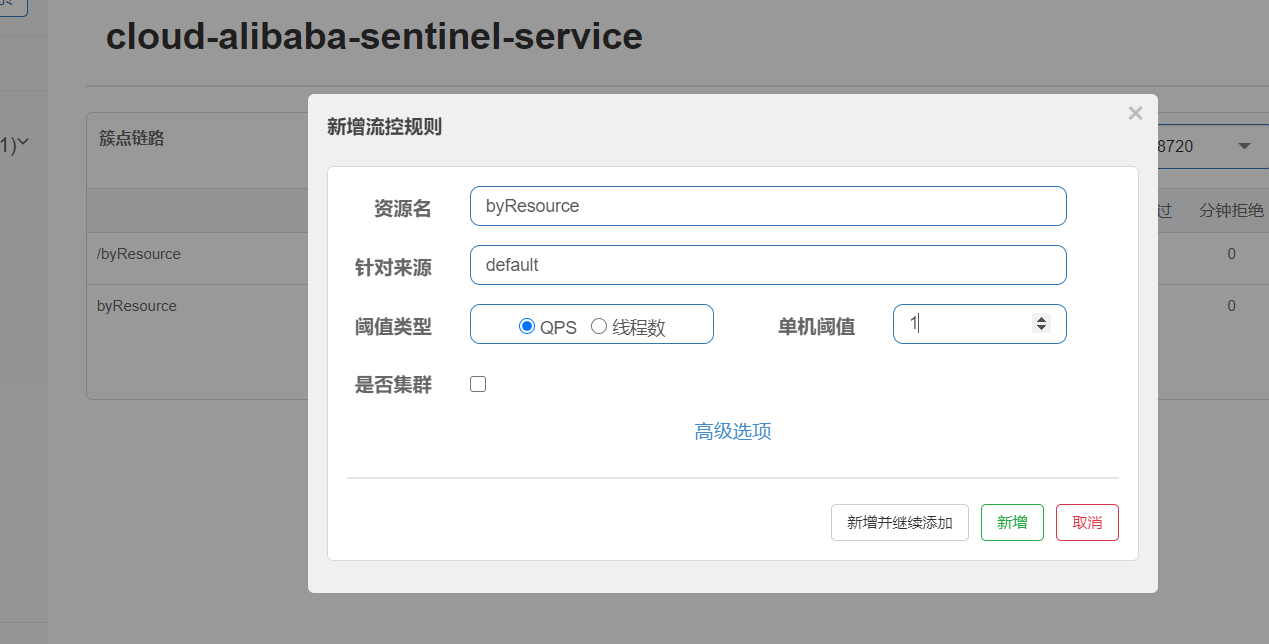 cloud-alibaba-sentinel-service
1)
簇点链路
8720
过 分钟拒绝
/byResource 0
byResource 0
新增流控规则 ×
资源名 byResource
针对来源 default
阈值类型 QPS 线程数 单机阈值 1
是否集群
高级选项
新增并继续添加 新增 取消